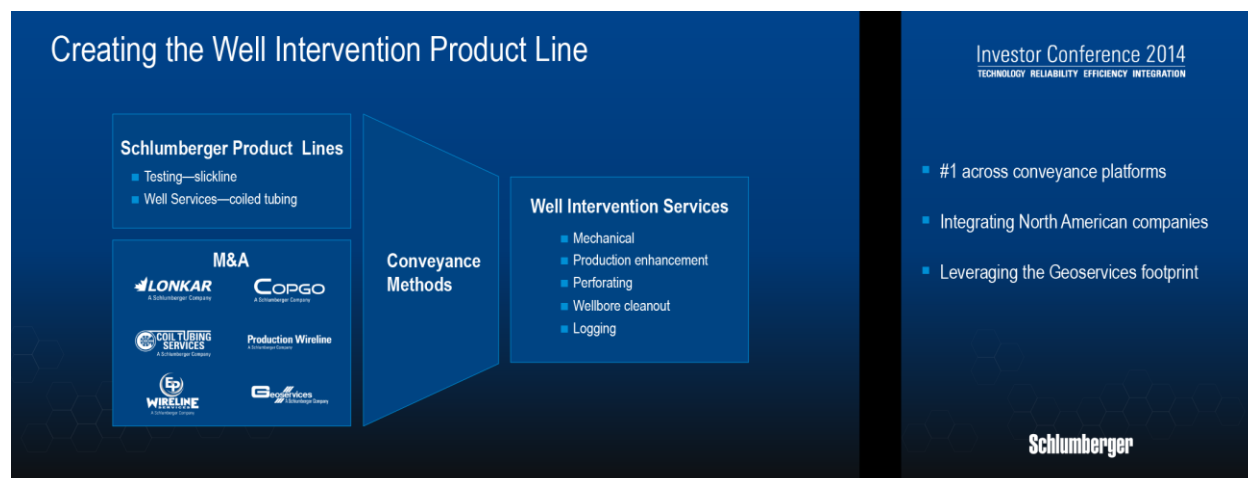 Creating the Well Intervention Product Line
Schlumberger Product Lines
Testing—slickline
Well Services—coiled tubing
M&A
LONKAR
A Schlumberger Company
COPGO
A Schlumberger Company
COIL TUBING
SERVICES
A Schlumberger Company
Production Wireline
A Schlumberger Company
EP
WIRELINE
SERVICES
A Schlumberger Company
Geoservices
A Schlumberger Company
Conveyance
Methods
Well Intervention Services
Mechanical
Production enhancement
Perforating
Wellbore cleanout
Logging
Investor Conference 2014
TECHNOLOGY RELIABILITY EFFICIENCY INTEGRATION
#1 across conveyance platforms
Integrating North American companies
Leveraging the Geoservices footprint
Schlumberger